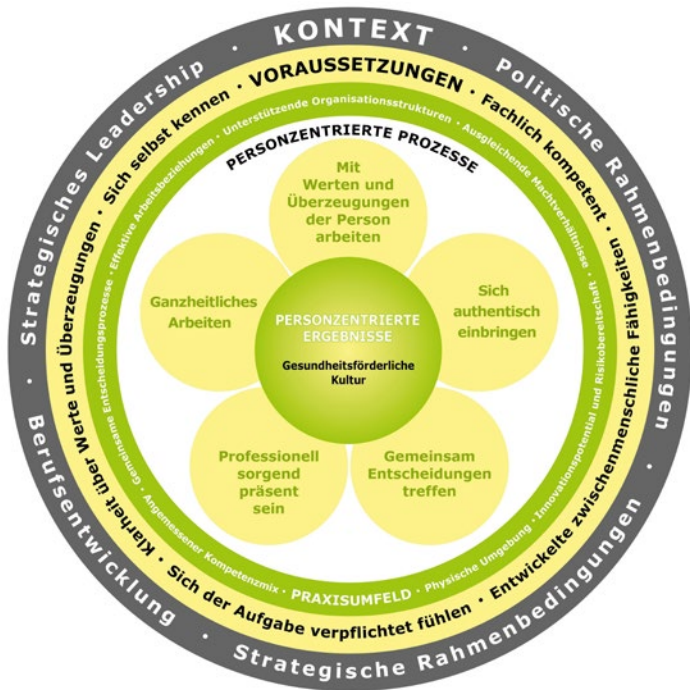 KONTEXT · Politische Rahmenbedingungen · Strategische Rahmenbedingungen · Berufsentwicklung · Strategisches Leadership ·
VORAUSSETZUNGEN · Fachlich kompetent · Entwickelte zwischenmenschliche Fähigkeiten · Sich der Aufgabe verpflichtet fühlen · Klarheit über Werte und Überzeugungen · Sich selbst kennen ·
PRAXISUMFELD · Angemessener Kompetenzmix · Gemeinsame Entscheidungsprozesse · Effektive Arbeitsbeziehungen · Unterstützende Organisationsstrukturen · Ausgleichende Machtverhältnisse · Innovationspotential und Risikobereitschaft · Physische Umgebung ·
PERSONZENTRIERTE PROZESSE
Mit
Werten und
Überzeugungen
der Person
arbeiten
Sich
authentisch
einbringen
Gemeinsam
Entscheidungen
treffen
Professionell
sorgend
präsent
sein
Ganzheitliches
Arbeiten
PERSONZENTRIERTE
ERGEBNISSE
Gesundheitsförderliche
Kultur